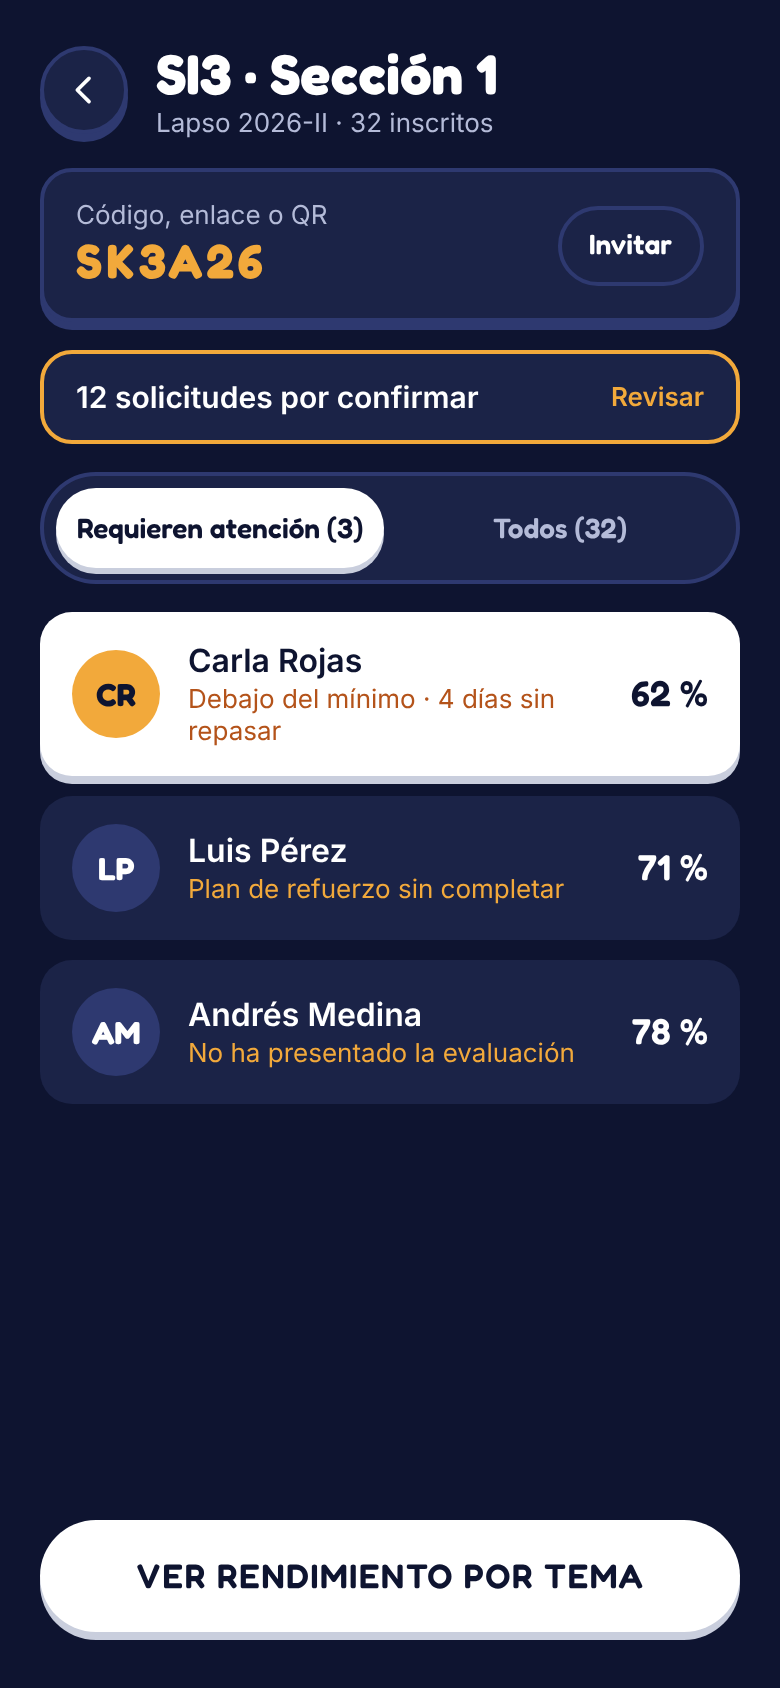 SI3 · Sección 1
Lapso 2026-II · 32 inscritos
Código, enlace o QR
SK3A26
Invitar
12 solicitudes por confirmar
Revisar
Requieren atención (3)
Todos (32)
CR
Carla Rojas
Debajo del mínimo · 4 días sin
repasar
62 %
LP
Luis Pérez
Plan de refuerzo sin completar
71 %
AM
Andrés Medina
No ha presentado la evaluación
78 %
VER RENDIMIENTO POR TEMA